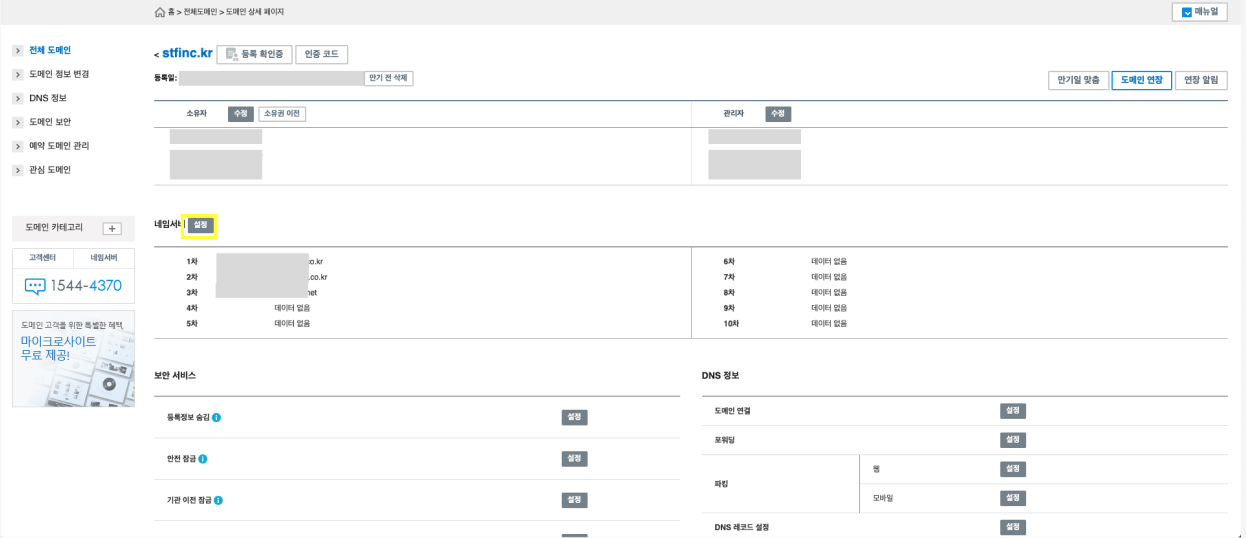 홈 > 전체도메인 > 도메인 상세 페이지
매뉴얼
전체 도메인
도메인 정보 변경
DNS 정보
도메인 보안
예약 도메인 관리
관심 도메인
도메인 카테고리 +
고객센터 네임서버
1544-4370
도메인 고객을 위한 특별한 혜택
마이크로사이트
무료 제공!
< stfinc.kr 등록 확인증 인증 코드
등록일: 만기 전 삭제
만기일 맞춤 도메인 연장 연장 알림
소유자 수정 소유권 이전
관리자 수정
네임서버 설정
1차 co.kr
2차 .co.kr
3차 net
4차 데이터 없음
5차 데이터 없음
6차 데이터 없음
7차 데이터 없음
8차 데이터 없음
9차 데이터 없음
10차 데이터 없음
보안 서비스
등록정보 숨김 설정
안전 잠금 설정
기관 이전 잠금 설정
DNS 정보
도메인 연결 설정
포워딩 설정
파킹
웹 설정
모바일 설정
DNS 레코드 설정 설정